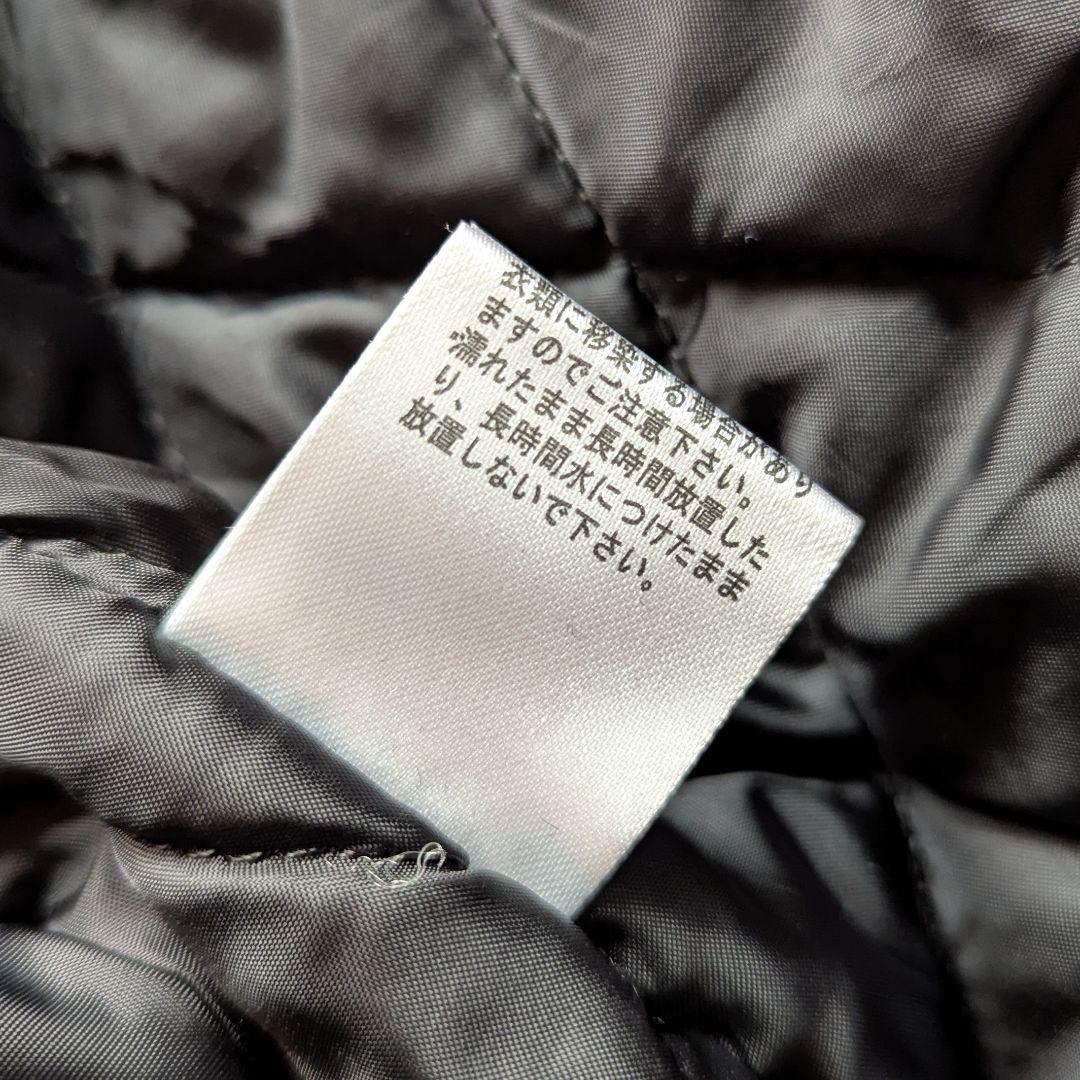 衣類に移染する場合があり
ますのでご注意下さい。
*濡れたまま長時間放置した
り、長時間水につけたまま
放置しないで下さい。